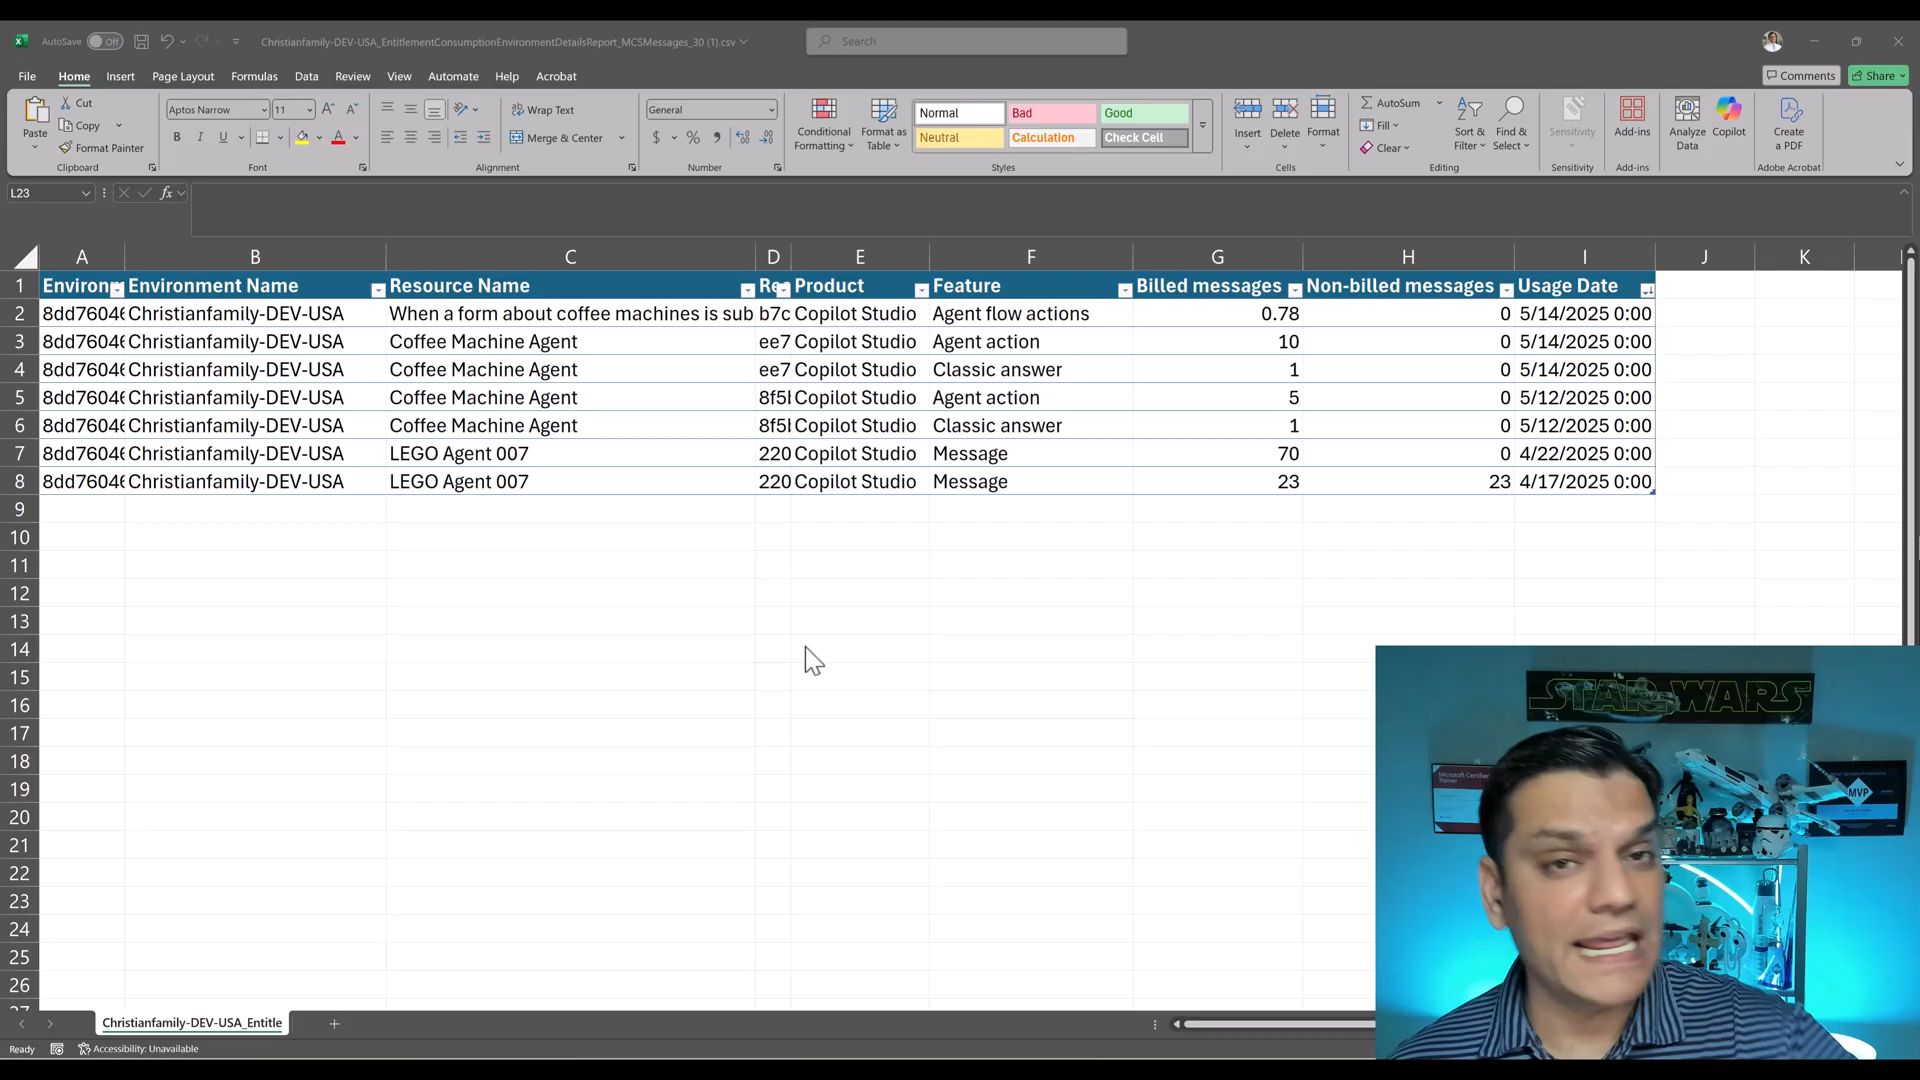 AutoSave Off Christianfamily-DEV-USA_EntitlementConsumptionEnvironmentDetailsReport_MCSMessages_30 (1).csv Search
File Home Insert Page Layout Formulas Data Review View Automate Help Acrobat Comments Share
Paste Cut Copy Format Painter Clipboard
Aptos Narrow 11 B I U A Font
Wrap Text Merge & Center Alignment
General $ % Number
Conditional Formatting Format as Table Normal Bad Good Neutral Calculation Check Cell Styles
Insert Delete Format Cells
AutoSum Fill Clear Sort & Filter Find & Select Editing
Sensitivity Sensitivity
Add-ins Add-ins
Analyze Data Copilot
Create a PDF Adobe Acrobat
L23 fx
A B C D E F G H I J K
1 Environ Environment Name Resource Name Re Product Feature Billed messages Non-billed messages Usage Date
2 8dd7604 Christianfamily-DEV-USA When a form about coffee machines is sub b7c Copilot Studio Agent flow actions 0.78 0 5/14/2025 0:00
3 8dd7604 Christianfamily-DEV-USA Coffee Machine Agent ee7 Copilot Studio Agent action 10 0 5/14/2025 0:00
4 8dd7604 Christianfamily-DEV-USA Coffee Machine Agent ee7 Copilot Studio Classic answer 1 0 5/14/2025 0:00
5 8dd7604 Christianfamily-DEV-USA Coffee Machine Agent 8f5 Copilot Studio Agent action 5 0 5/12/2025 0:00
6 8dd7604 Christianfamily-DEV-USA Coffee Machine Agent 8f5 Copilot Studio Classic answer 1 0 5/12/2025 0:00
7 8dd7604 Christianfamily-DEV-USA LEGO Agent 007 220 Copilot Studio Message 70 0 4/22/2025 0:00
8 8dd7604 Christianfamily-DEV-USA LEGO Agent 007 220 Copilot Studio Message 23 23 4/17/2025 0:00
9
10
11
12
13
14
15
16
17
18
19
20
21
22
23
24
25
26
27
STAR WARS
Microsoft Certified
Trainer
MVP
Christianfamily-DEV-USA_Entitle
Ready Accessibility: Unavailable